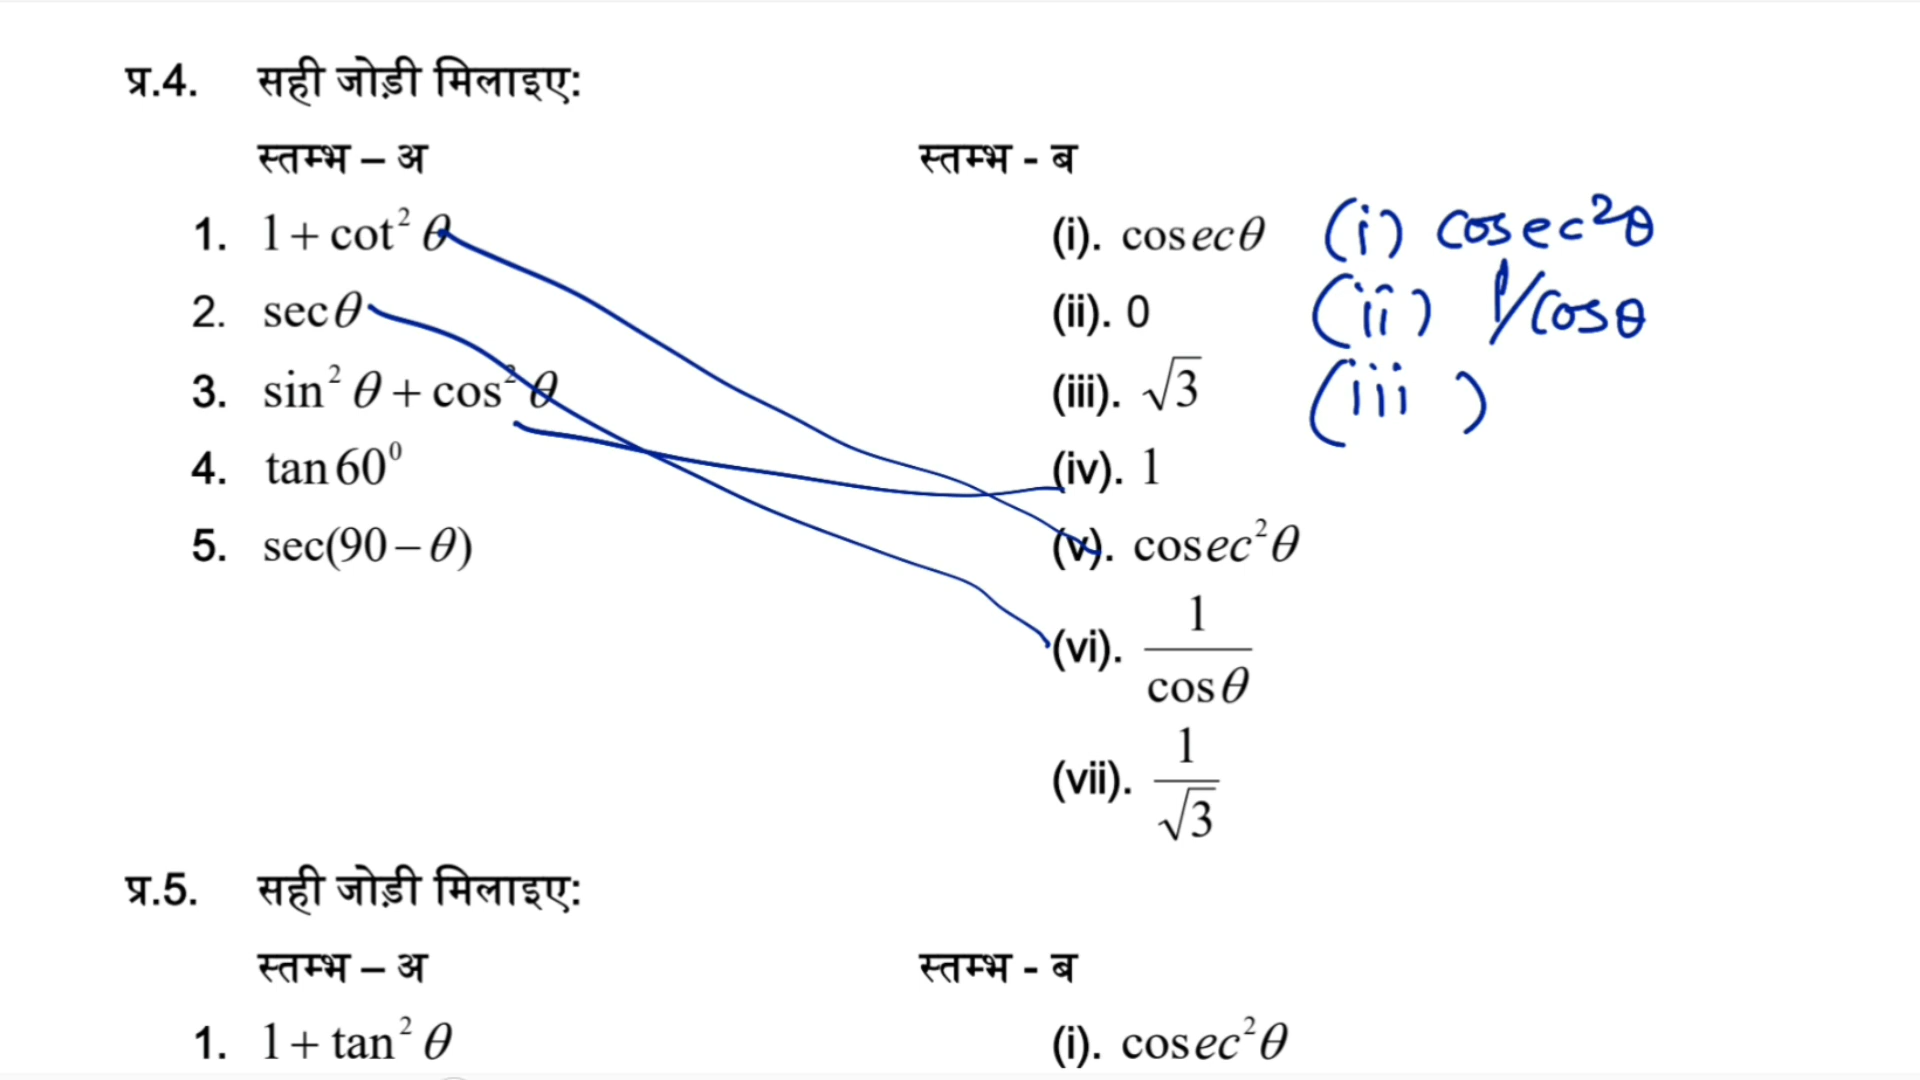 प्र.4. सही जोड़ी मिलाइए:
स्तम्भ – अ स्तम्भ - ब
1. 1 + cot² θ (i). cosecθ (i) cosec²θ
2. secθ (ii). 0 (ii) 1/cosθ
3. sin² θ + cos² θ (iii). √3 (iii )
4. tan 60⁰ (iv). 1
5. sec(90 – θ) (v). cosec²θ
(vi). 1/cosθ
(vii). 1/√3
प्र.5. सही जोड़ी मिलाइए:
स्तम्भ – अ स्तम्भ - ब
1. 1 + tan² θ (i). cosec²θ